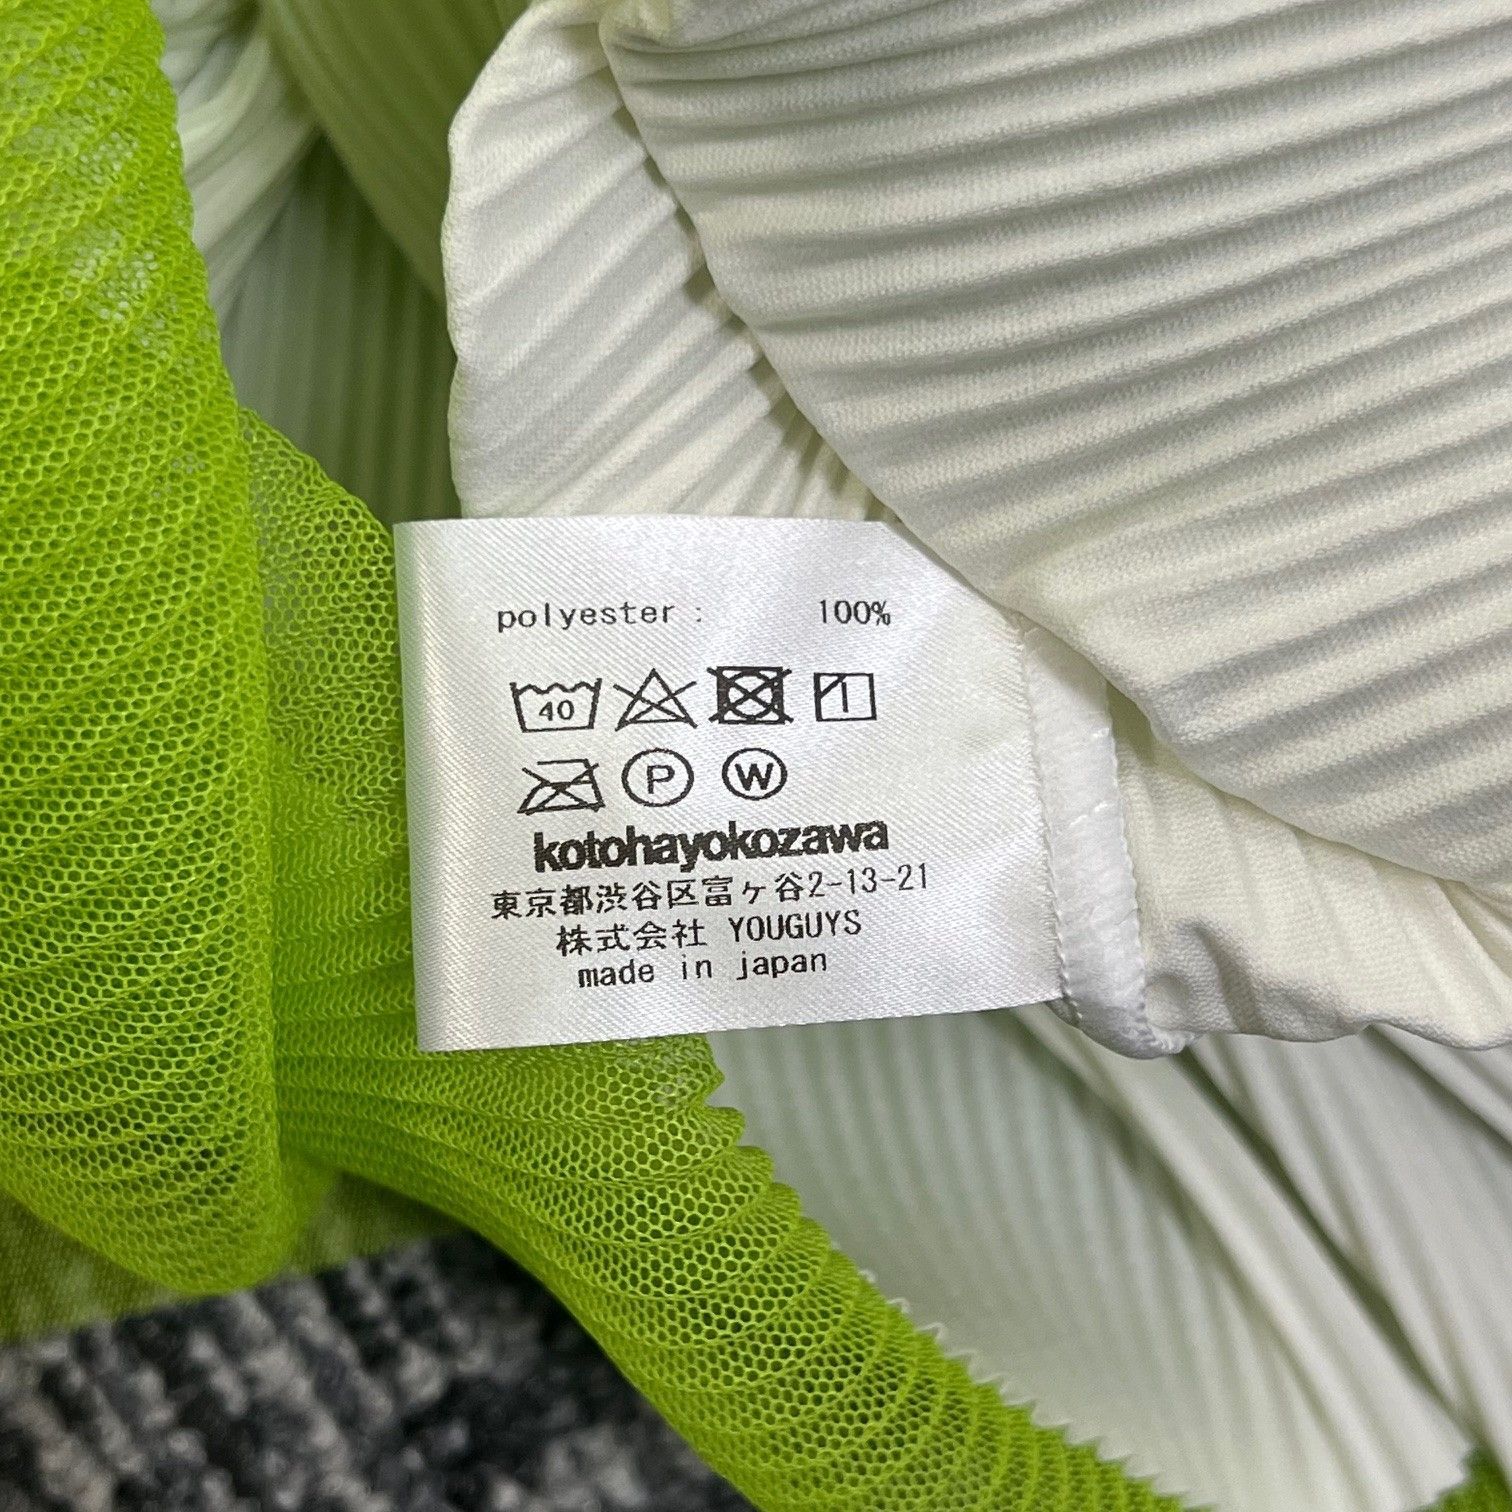 polyester : 100%
40
P W
kotohayokozawa
東京都渋谷区富ヶ谷2-13-21
株式会社 YOUGUYS
made in japan